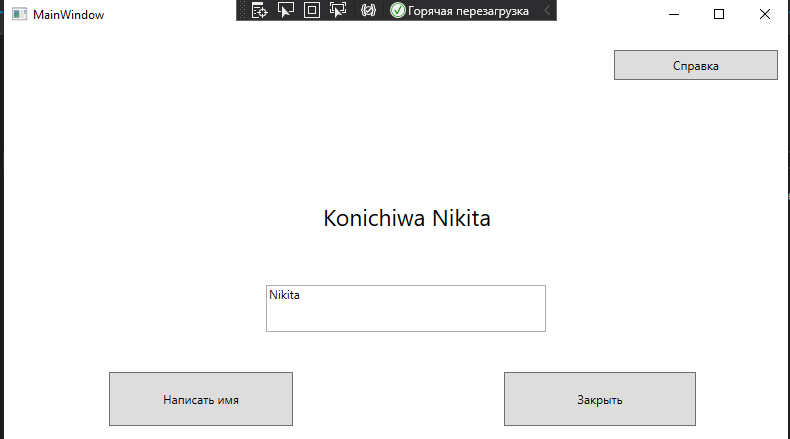 MainWindow
Горячая перезагрузка
Справка
Konichiwa Nikita
Nikita
Написать имя
Закрыть